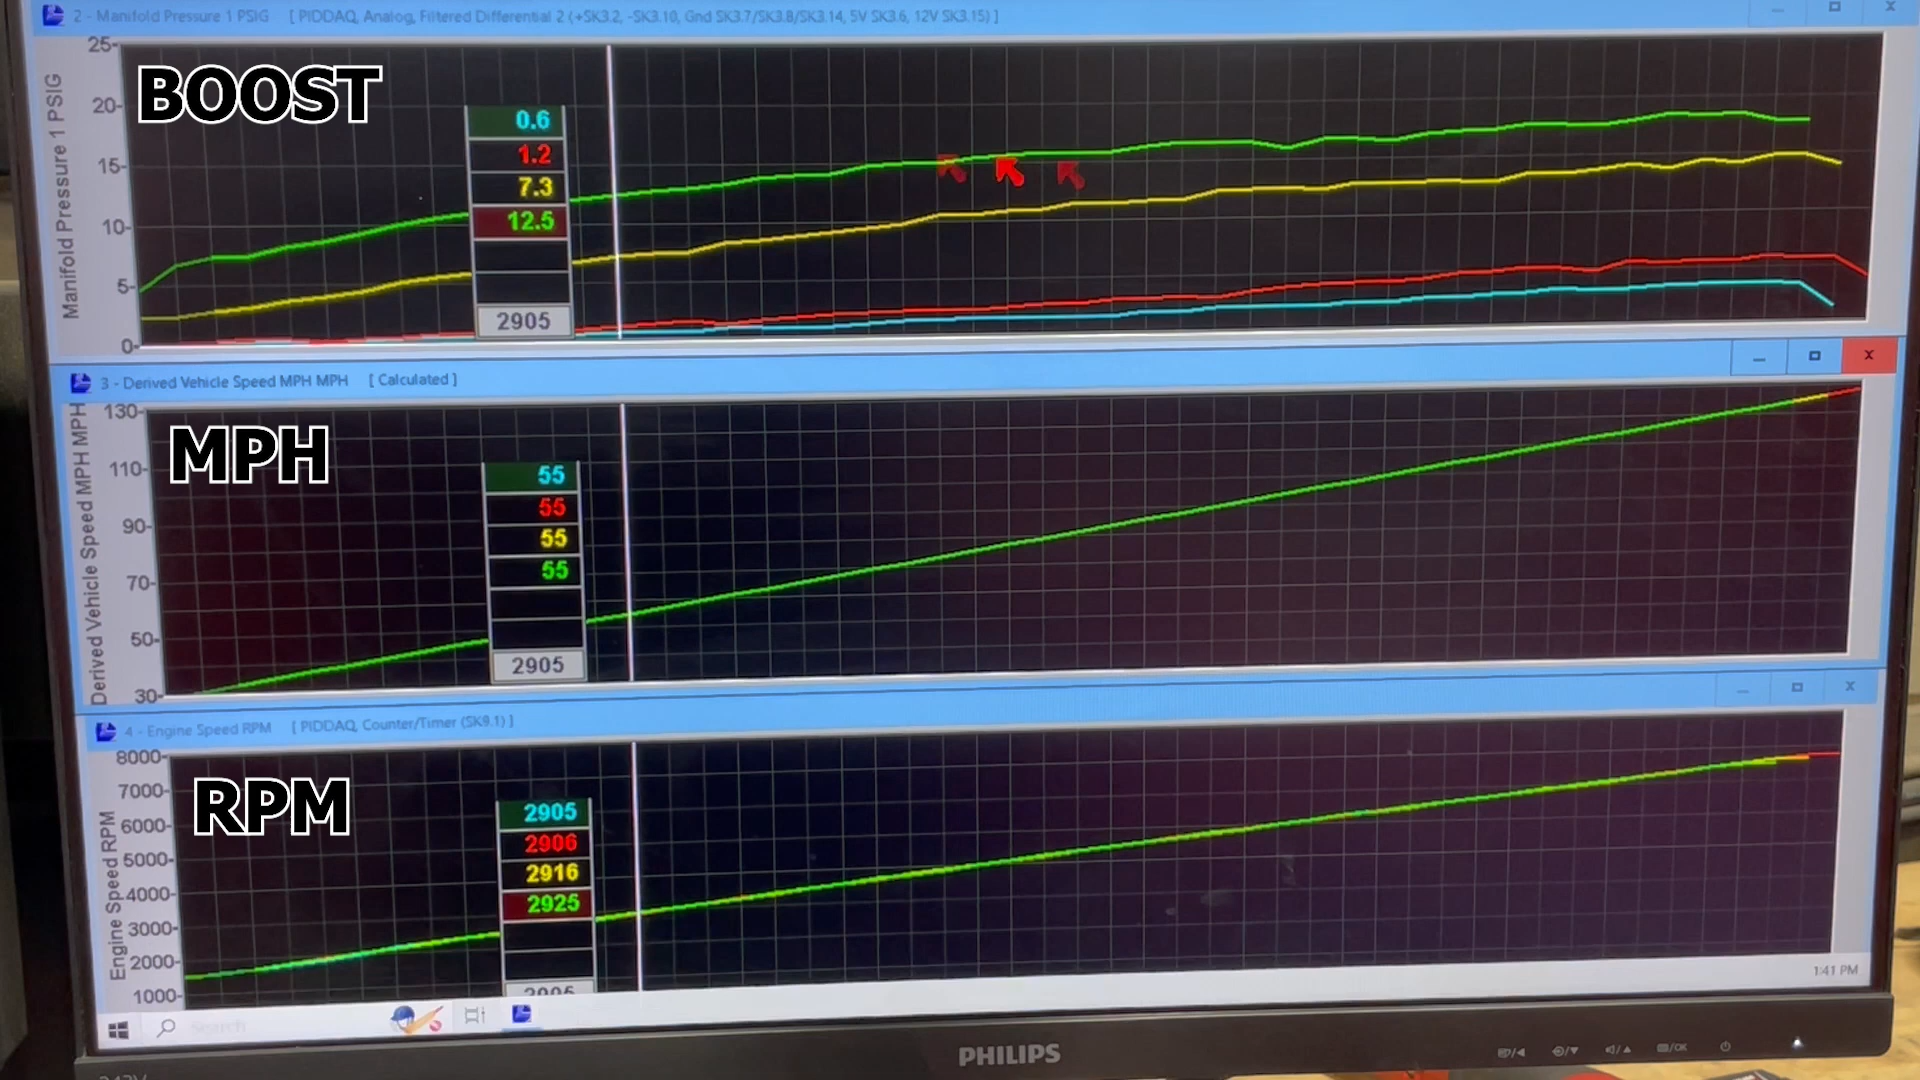 2 - Manifold Pressure 1 PSIG [ PIDDAQ, Analog, Filtered Differential 2 (+SK3.2, -SK3.10, Gnd SK3.7/SK3.8/SK3.14, 5V SK3.6, 12V SK3.15) ]
Manifold Pressure 1 PSIG
25
20
15
10
5
0
BOOST
0.6
1.2
7.3
12.5
2905
3 - Derived Vehicle Speed MPH MPH [ Calculated ]
Derived Vehicle Speed MPH MPH
130
110
90
70
50
30
MPH
55
55
55
55
2905
4 - Engine Speed RPM [ PIDDAQ, Counter/Timer (SK9.1) ]
Engine Speed RPM
8000
7000
6000
5000
4000
3000
2000
1000
RPM
2905
2906
2916
2925
2905
1:41 PM
Search
PHILIPS